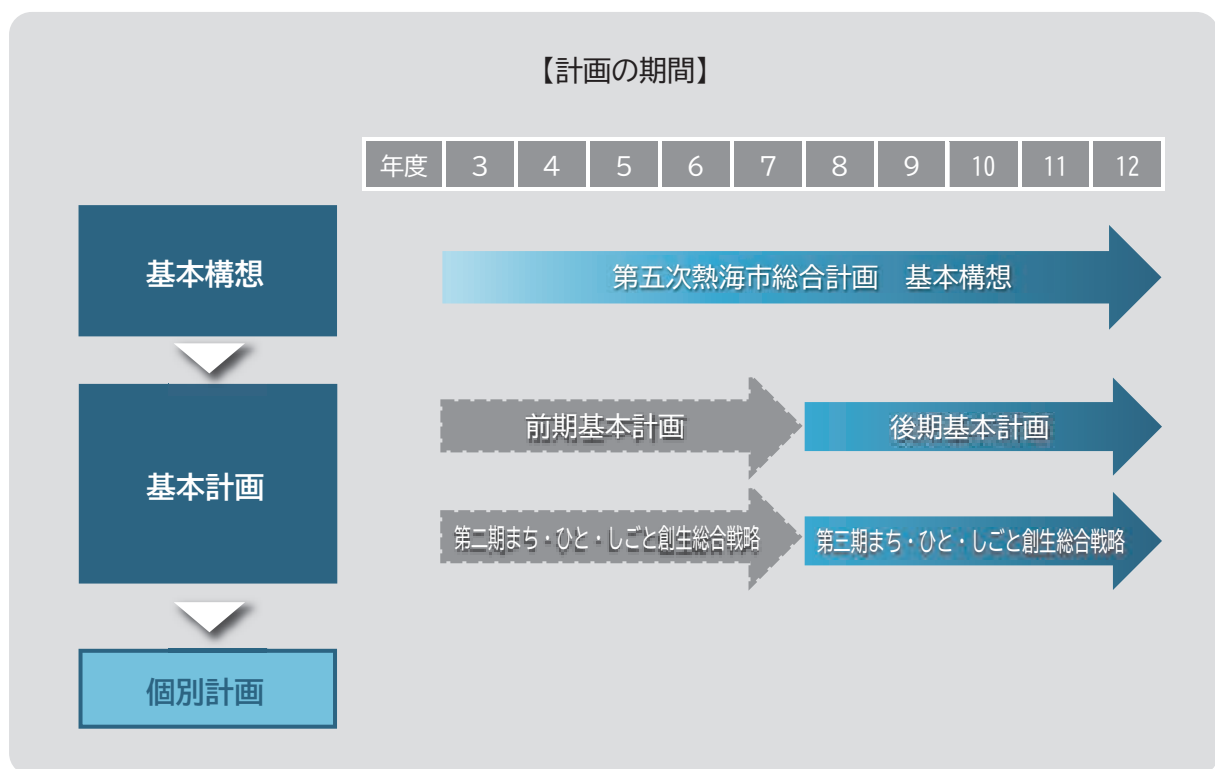 【計画の期間】
年度 3 4 5 6 7 8 9 10 11 12
基本構想
第五次熱海市総合計画 基本構想
基本計画
前期基本計画
後期基本計画
第二期まち・ひと・しごと創生総合戦略
第三期まち・ひと・しごと創生総合戦略
個別計画